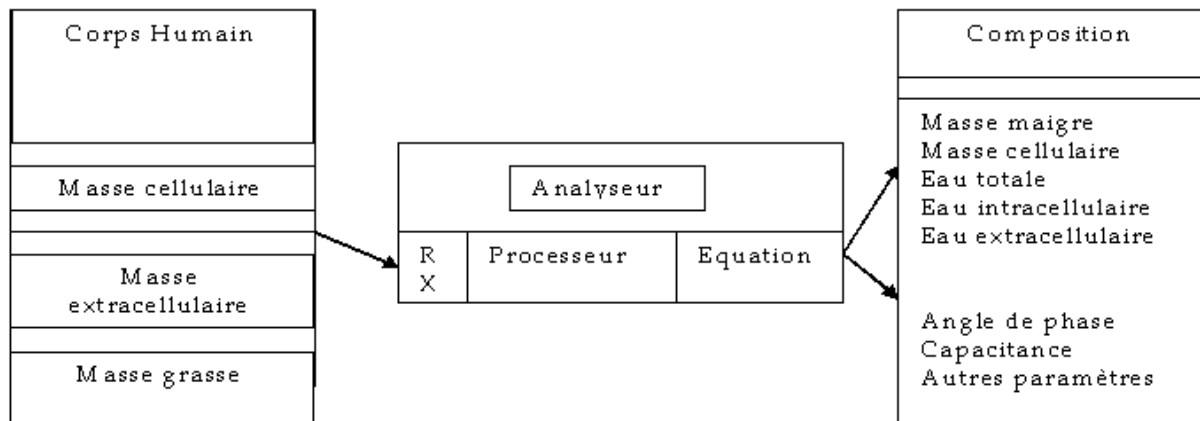 Corps Humain
Masse cellulaire
Masse
extracellulaire
Masse grasse
Analyseur
R
X
Processeur
Equation
Composition
Masse maigre
Masse cellulaire
Eau totale
Eau intracellulaire
Eau extracellulaire
Angle de phase
Capacitance
Autres paramètres